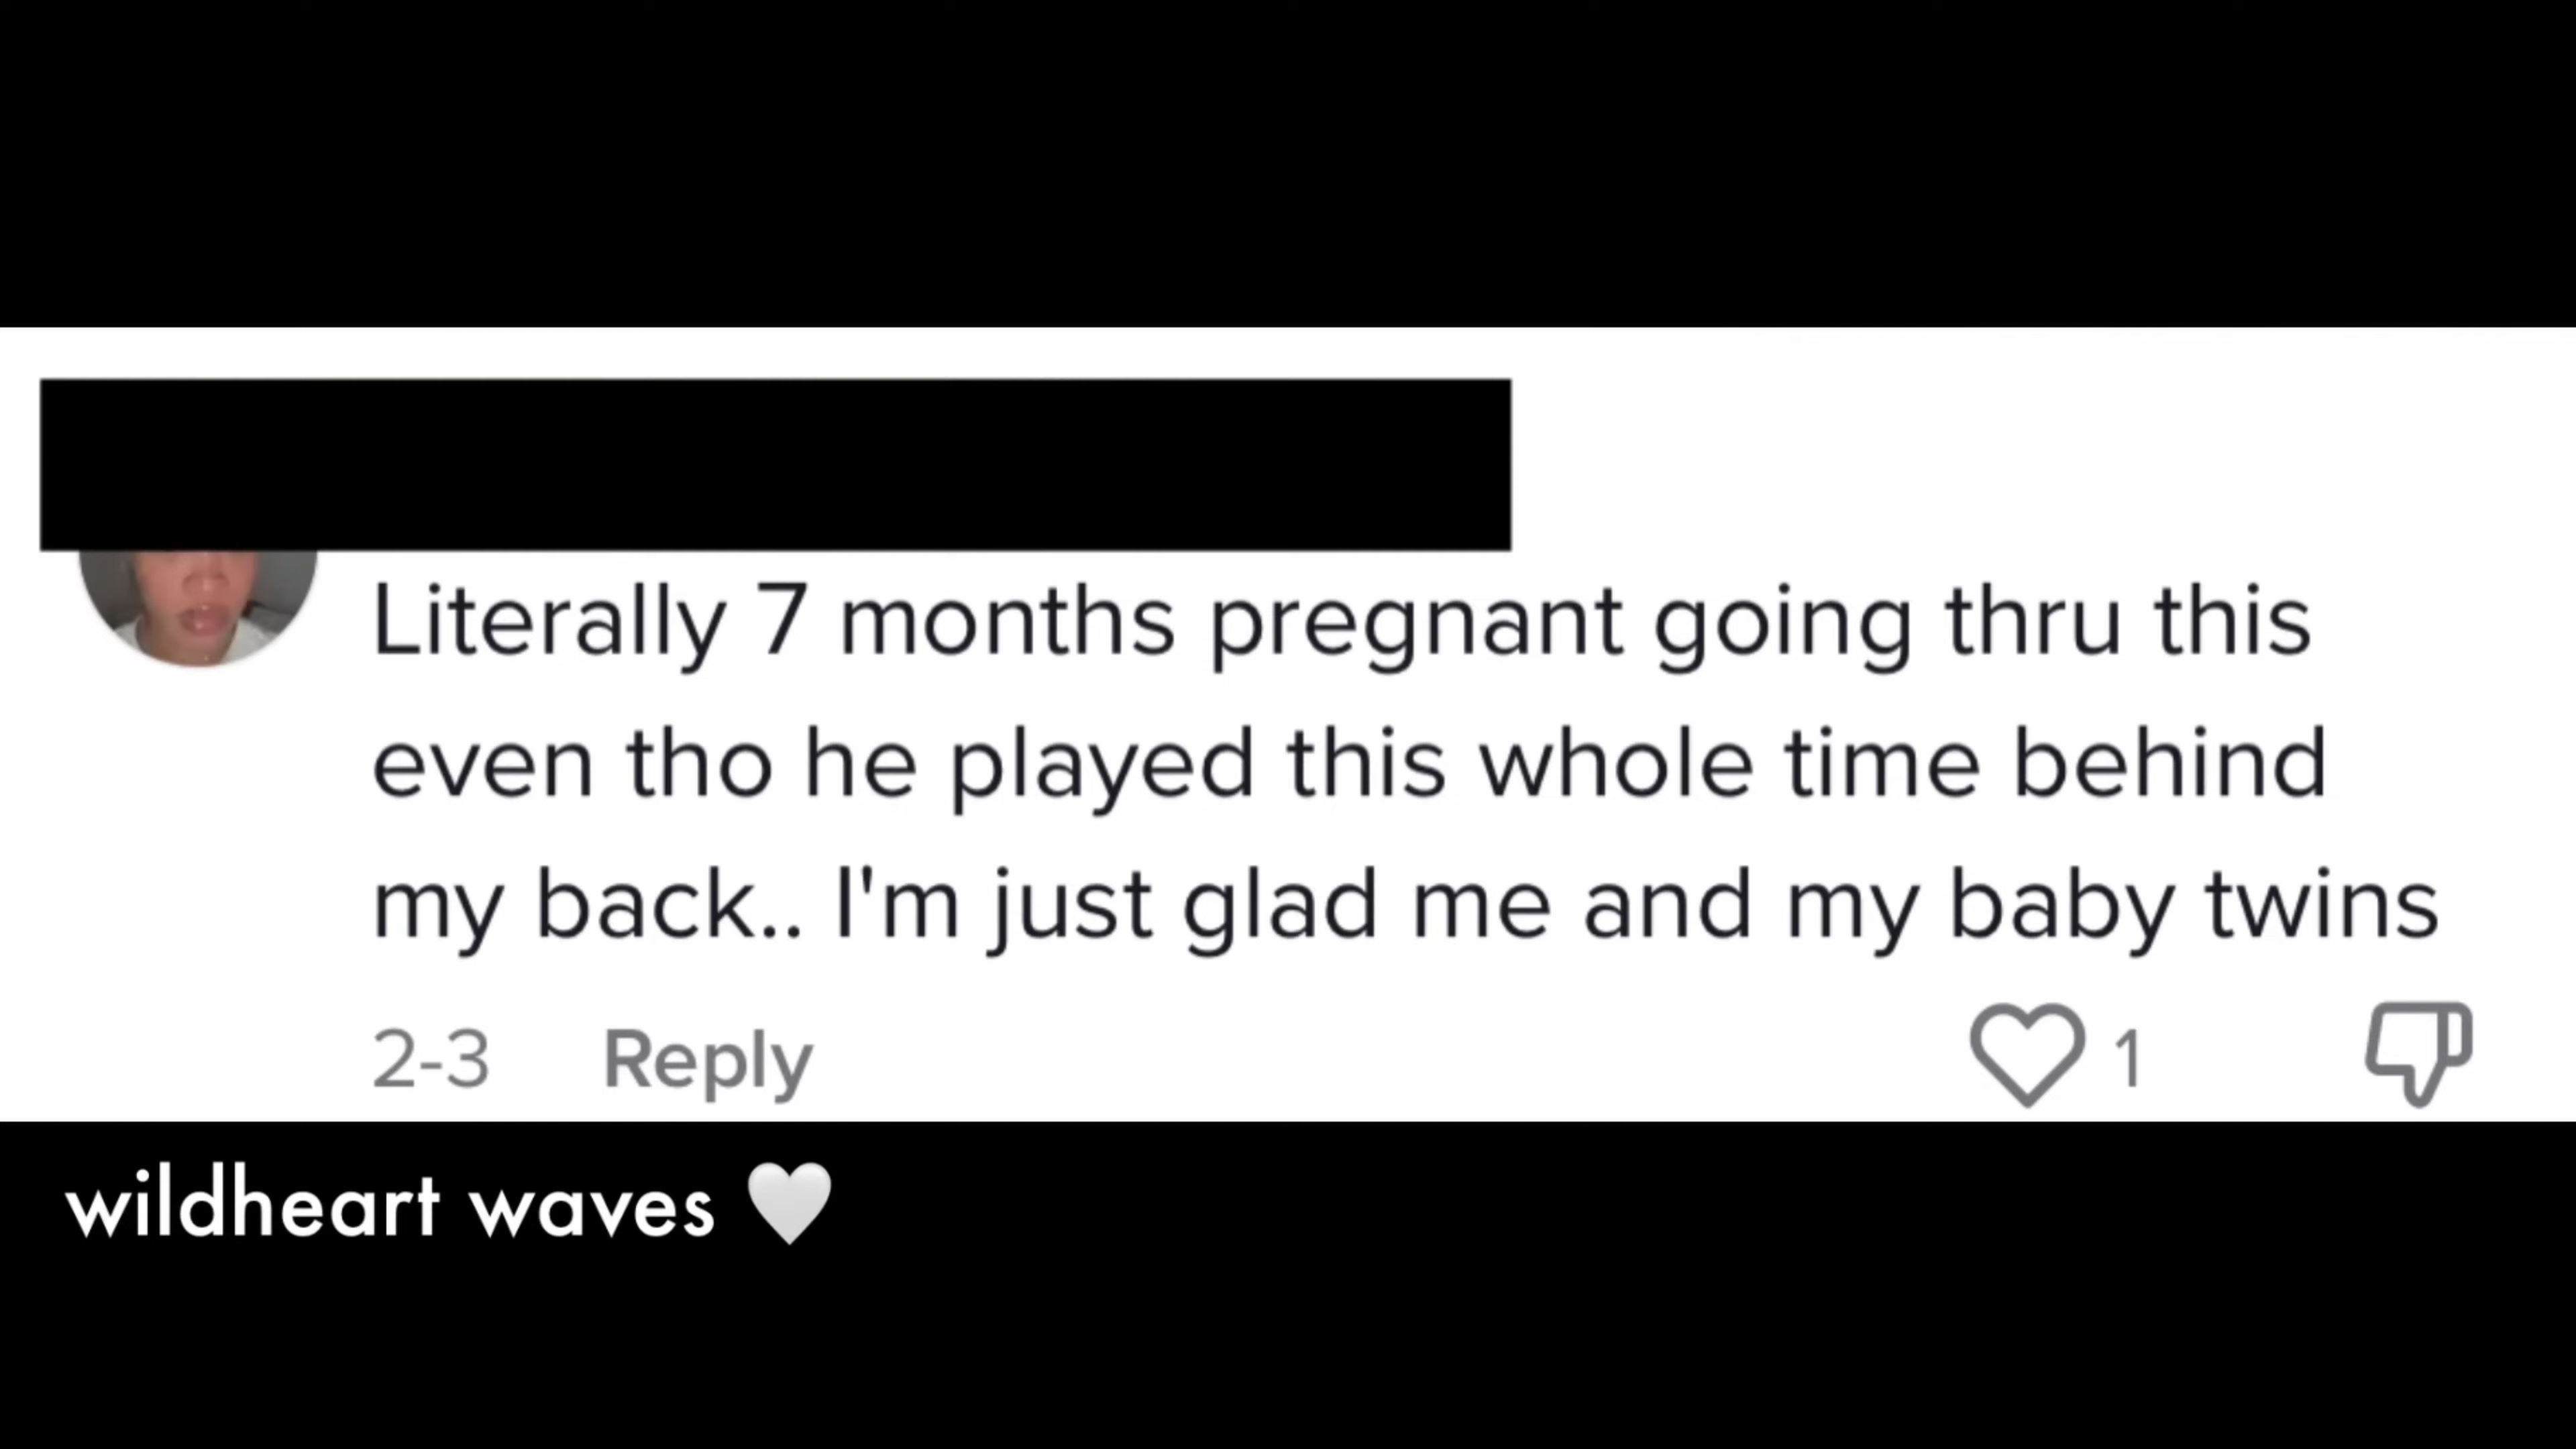 Literally 7 months pregnant going thru this
even tho he played this whole time behind
my back.. I'm just glad me and my baby twins
2-3 Reply 1
wildheart waves 🤍